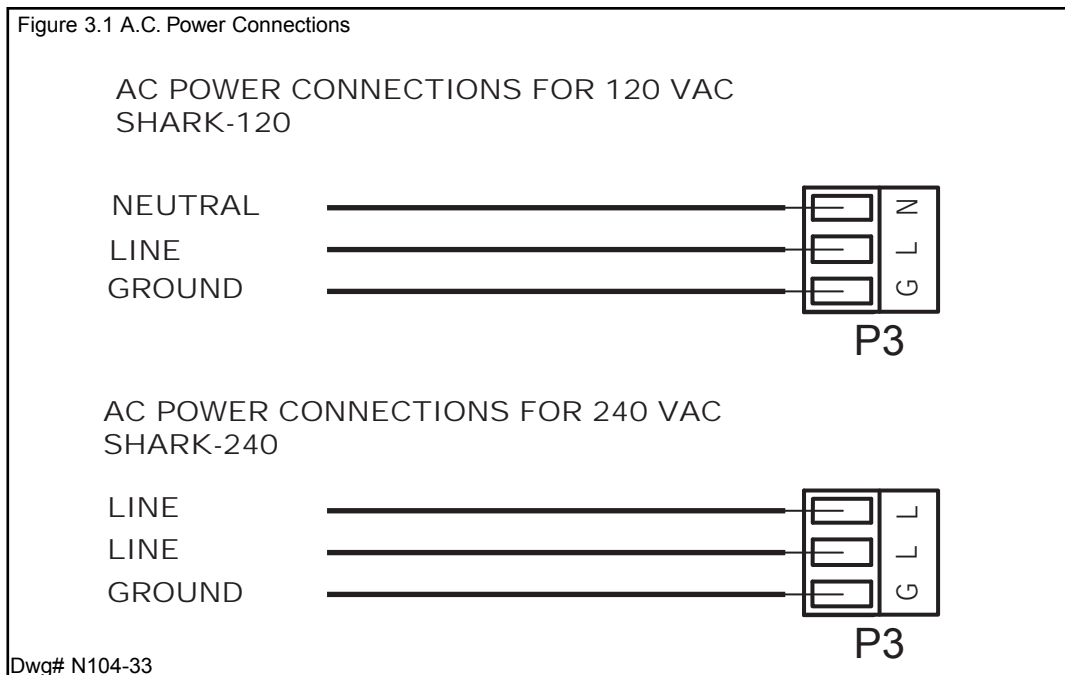 Figure 3.1 A.C. Power Connections
AC POWER CONNECTIONS FOR 120 VAC
SHARK-120
NEUTRAL
N
LINE
L
GROUND
G
P3
AC POWER CONNECTIONS FOR 240 VAC
SHARK-240
LINE
L
LINE
L
GROUND
G
P3
Dwg# N104-33